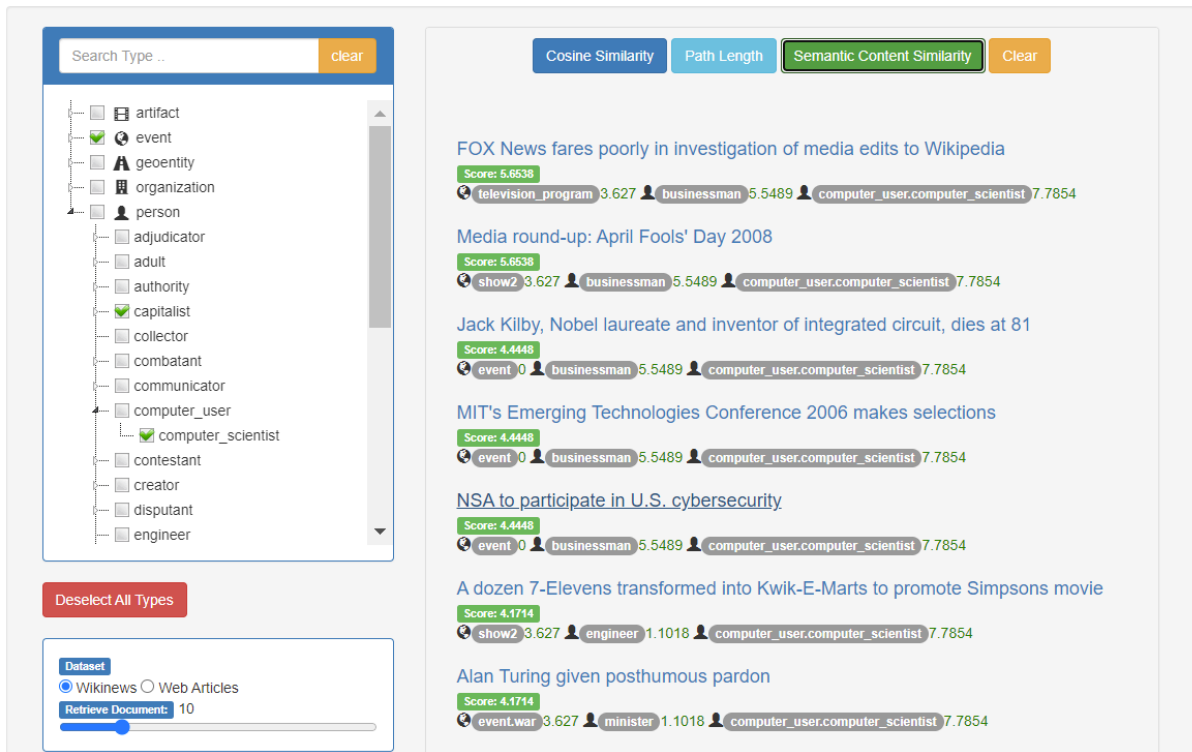 Search Type ..
clear
artifact
event
geoentity
organization
person
adjudicator
adult
authority
capitalist
collector
combatant
communicator
computer_user
computer_scientist
contestant
creator
disputant
engineer
Deselect All Types
Dataset
Wikinews Web Articles
Retrieve Document: 10
Cosine Similarity Path Length Semantic Content Similarity Clear
FOX News fares poorly in investigation of media edits to Wikipedia
Score: 5.6538
television_program 3.627 businessman 5.5489 computer_user.computer_scientist 7.7854
Media round-up: April Fools' Day 2008
Score: 5.6538
show2 3.627 businessman 5.5489 computer_user.computer_scientist 7.7854
Jack Kilby, Nobel laureate and inventor of integrated circuit, dies at 81
Score: 4.4448
event 0 businessman 5.5489 computer_user.computer_scientist 7.7854
MIT's Emerging Technologies Conference 2006 makes selections
Score: 4.4448
event 0 businessman 5.5489 computer_user.computer_scientist 7.7854
NSA to participate in U.S. cybersecurity
Score: 4.4448
event 0 businessman 5.5489 computer_user.computer_scientist 7.7854
A dozen 7-Elevens transformed into Kwik-E-Marts to promote Simpsons movie
Score: 4.1714
show2 3.627 engineer 1.1018 computer_user.computer_scientist 7.7854
Alan Turing given posthumous pardon
Score: 4.1714
event.war 3.627 minister 1.1018 computer_user.computer_scientist 7.7854